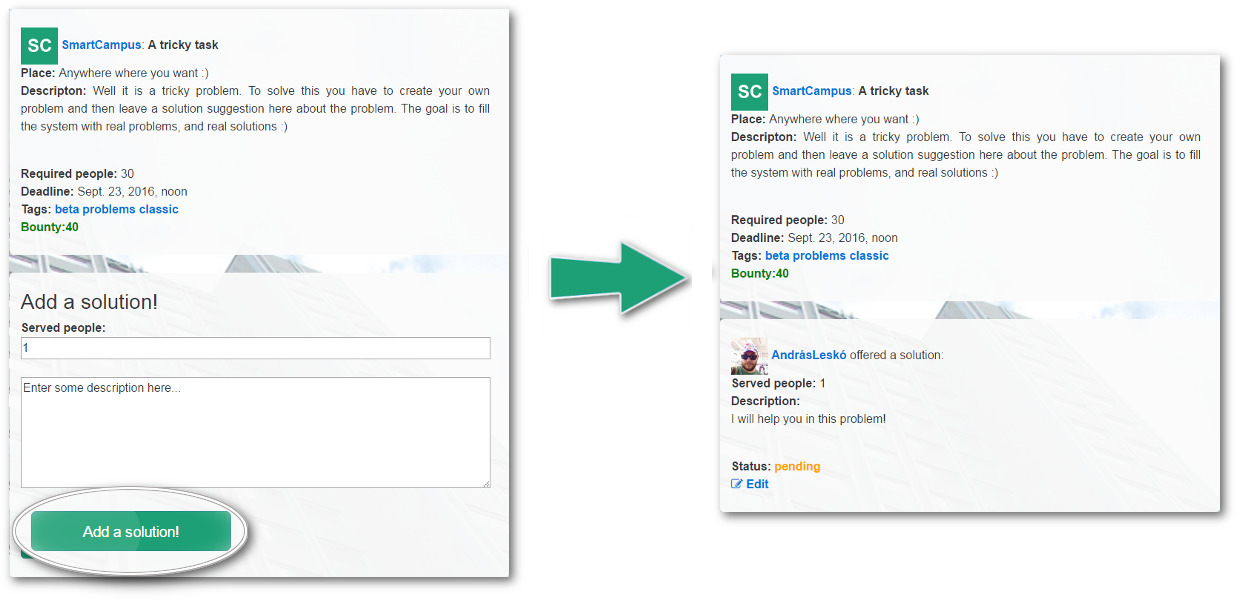 SC SmartCampus: A tricky task
Place: Anywhere where you want :)
Descripton: Well it is a tricky problem. To solve this you have to create your own
problem and then leave a solution suggestion here about the problem. The goal is to fill
the system with real problems, and real solutions :)
Required people: 30
Deadline: Sept. 23, 2016, noon
Tags: beta problems classic
Bounty:40
Add a solution!
Served people:
1
Enter some description here...
Add a solution!
SC SmartCampus: A tricky task
Place: Anywhere where you want :)
Descripton: Well it is a tricky problem. To solve this you have to create your own
problem and then leave a solution suggestion here about the problem. The goal is to fill
the system with real problems, and real solutions :)
Required people: 30
Deadline: Sept. 23, 2016, noon
Tags: beta problems classic
Bounty:40
AndrásLeskó offered a solution:
Served people: 1
Description:
I will help you in this problem!
Status: pending
Edit